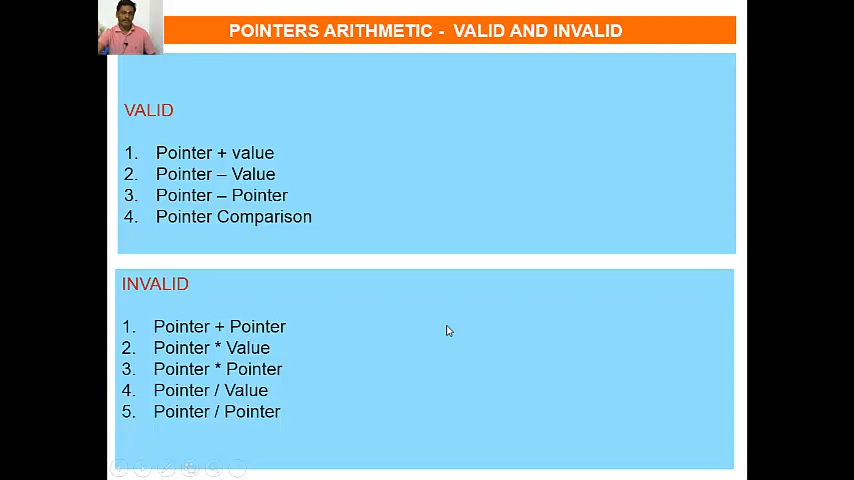 POINTERS ARITHMETIC - VALID AND INVALID
VALID
1. Pointer + value
2. Pointer – Value
3. Pointer – Pointer
4. Pointer Comparison
INVALID
1. Pointer + Pointer
2. Pointer * Value
3. Pointer * Pointer
4. Pointer / Value
5. Pointer / Pointer